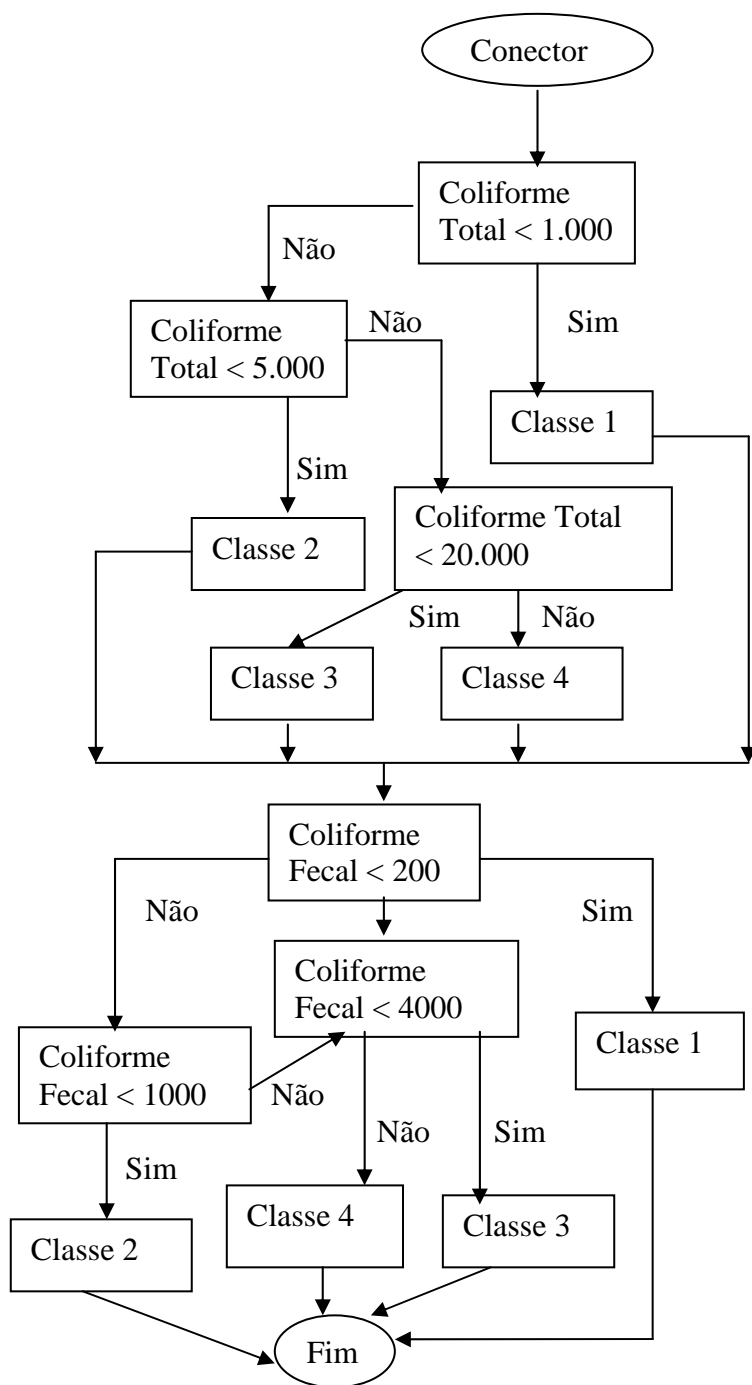 Conector
Coliforme
Total < 1.000
Não
Coliforme
Total < 5.000
Não
Sim
Classe 1
Sim
Coliforme Total
< 20.000
Classe 2
Sim
Não
Classe 3
Classe 4
Coliforme
Fecal < 200
Não
Sim
Coliforme
Fecal < 4000
Classe 1
Coliforme
Fecal < 1000
Não
Não
Sim
Sim
Classe 4
Classe 3
Classe 2
Fim